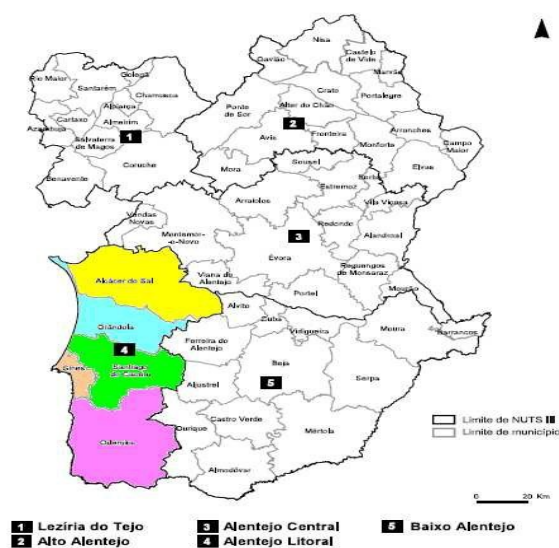 Nisa
Gavião
Castelo de Vide
Marvão
Rio Maior
Golegã
Santarém
Chamusca
Crato
Portalegre
Alpiarça
Ponte de Sor
Alter do Chão
Cartaxo
Almeirim
Azambuja
Salvaterra de Magos
1
2
Fronteira
Arronches
Avis
Monforte
Campo Maior
Coruche
Benavente
Mora
Sousel
Elvas
Borba
Estremoz
Arraiolos
Vila Viçosa
Vendas Novas
Redondo
Montemor-o-Novo
3
Alandroal
Évora
Reguengos de Monsaraz
Viana do Alentejo
Alcácer do Sal
Portel
Mourão
Alvito
Cuba
Grândola
Vidigueira
Moura
Barrancos
Ferreira do Alentejo
4
Sines
Santiago do Cacém
Beja
Aljustrel
5
Serpa
Castro Verde
Ourique
Mértola
Odemira
Almodôvar
Limite de NUTS III
Limite de município
0 20 Km
1 Lezíria do Tejo
3 Alentejo Central
5 Baixo Alentejo
2 Alto Alentejo
4 Alentejo Litoral